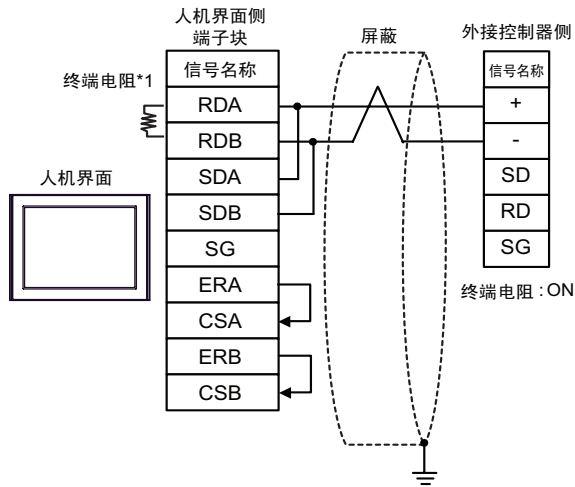 人机界面侧
端子块
屏蔽
外接控制器侧
终端电阻*1
信号名称
信号名称
RDA
+
RDB
-
人机界面
SDA
SD
SDB
RD
SG
SG
ERA
终端电阻:ON
CSA
ERB
CSB